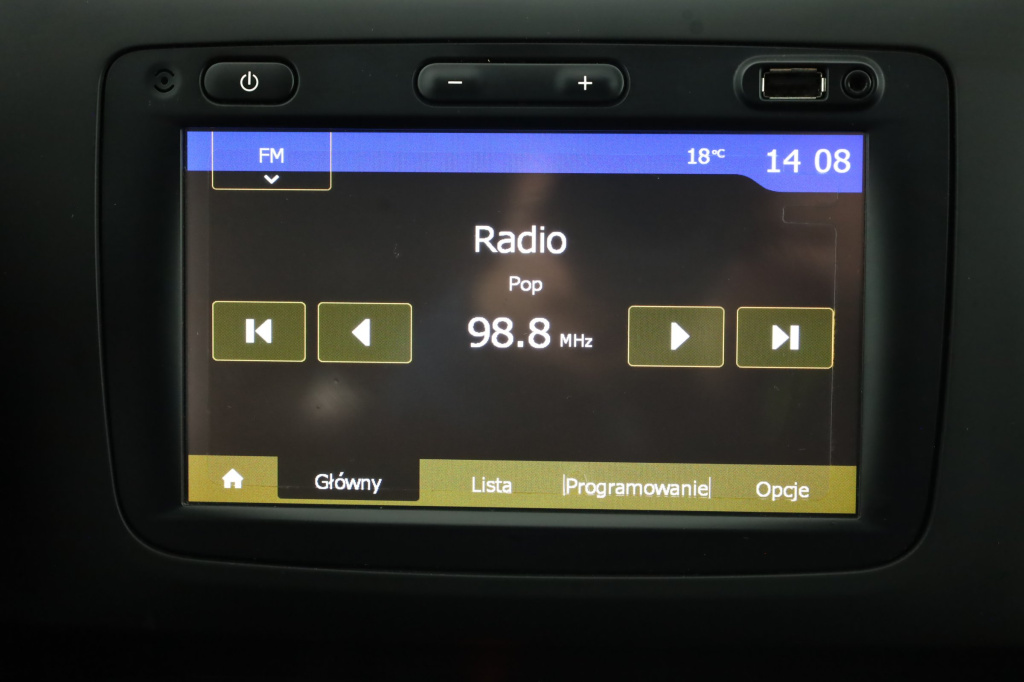 FM
18°C
14 08
Radio
Pop
98.8 MHz
Główny
Lista
Programowanie
Opcje